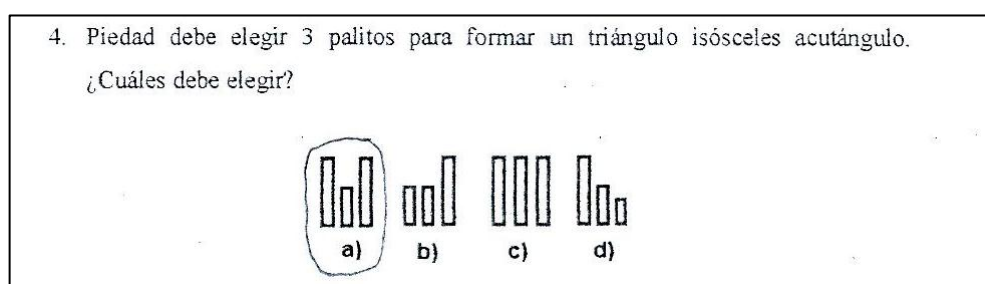 4. Piedad debe elegir 3 palitos para formar un triángulo isósceles acutángulo.
¿Cuáles debe elegir?
a) b) c) d)